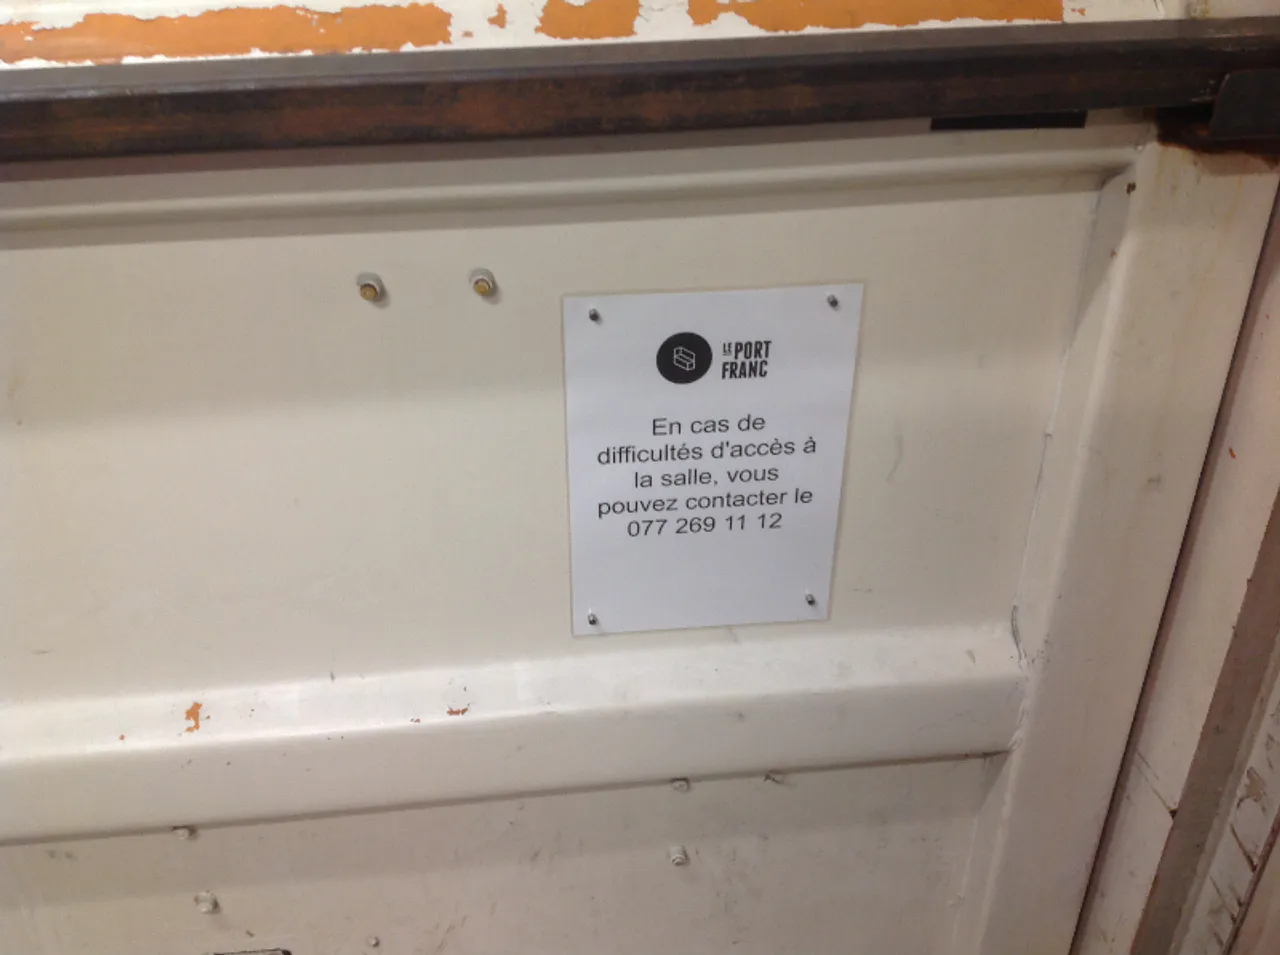 LE PORT
FRANC
En cas de
difficultés d'accès à
la salle, vous
pouvez contacter le
077 269 11 12